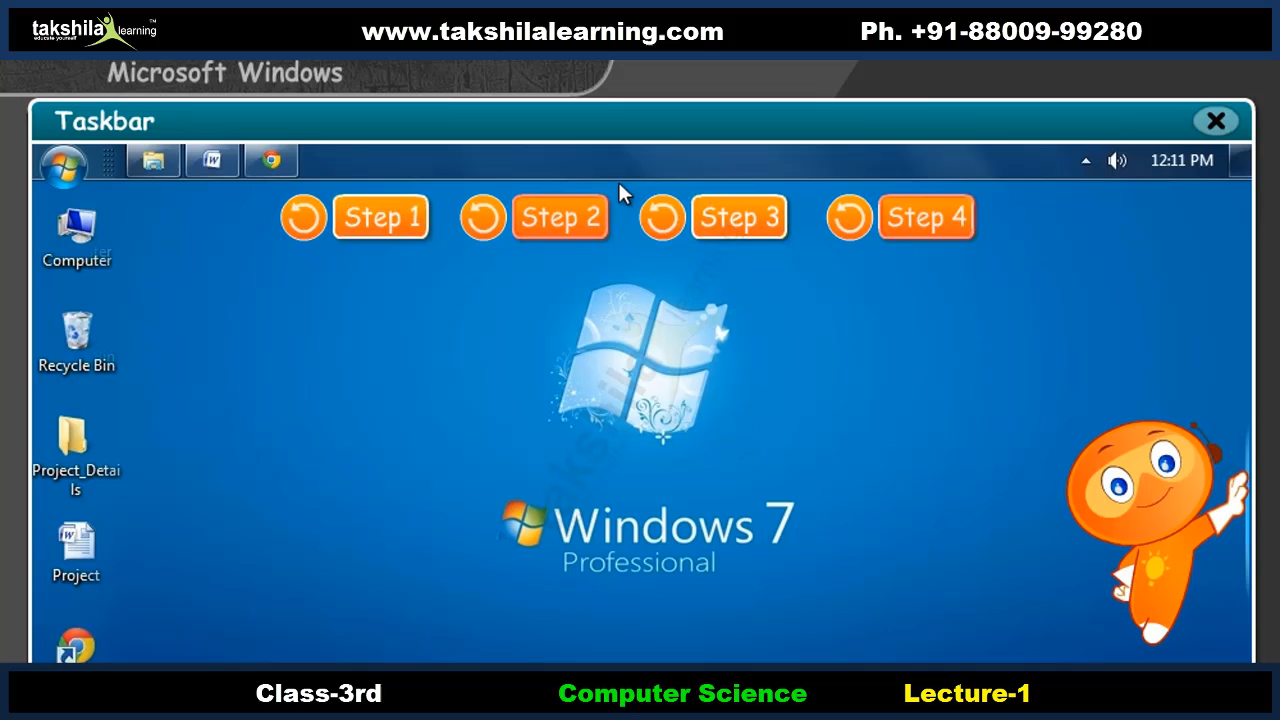 takshila learning
educate yourself
www.takshilalearning.com
Ph. +91-88009-99280
Microsoft Windows
Taskbar
12:11 PM
Step 1
Step 2
Step 3
Step 4
Computer
Recycle Bin
Project_Detai
ls
Project
Windows 7
Professional
Class-3rd
Computer Science
Lecture-1